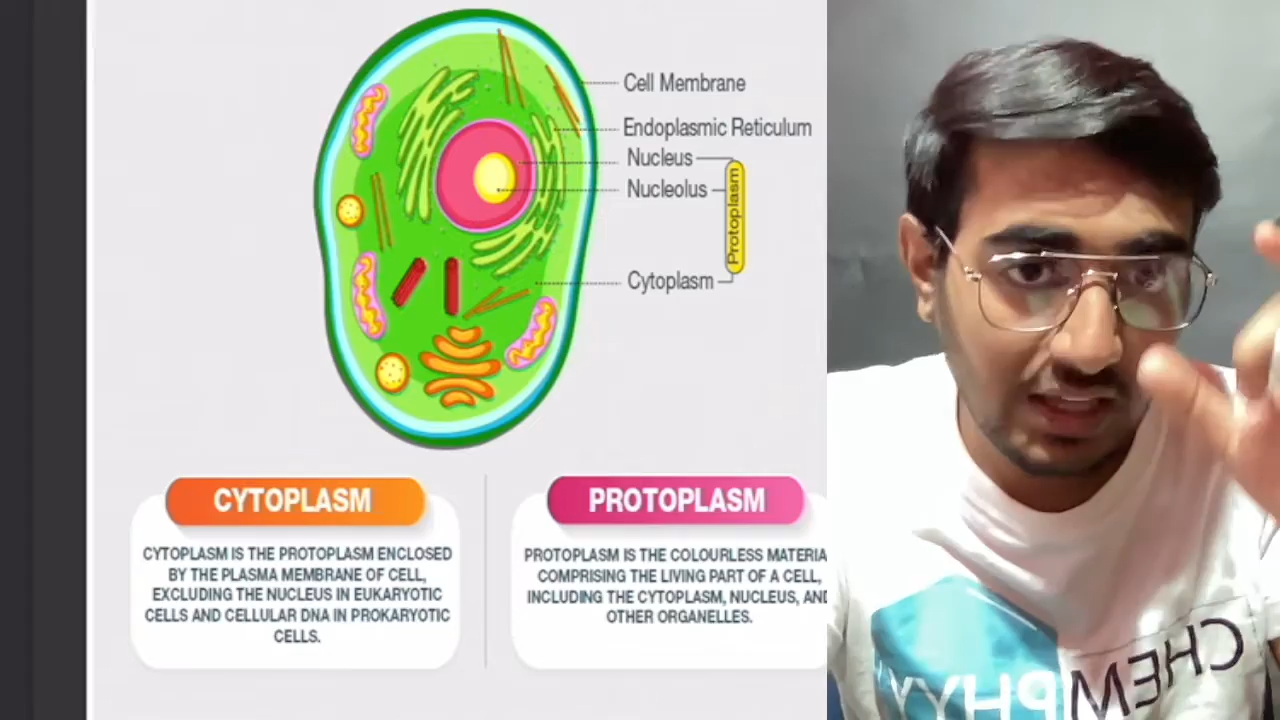 Cell Membrane
Endoplasmic Reticulum
Nucleus
Nucleolus
Protoplasm
Cytoplasm
CYTOPLASM
CYTOPLASM IS THE PROTOPLASM ENCLOSED
BY THE PLASMA MEMBRANE OF CELL,
EXCLUDING THE NUCLEUS IN EUKARYOTIC
CELLS AND CELLULAR DNA IN PROKARYOTIC
CELLS.
PROTOPLASM
PROTOPLASM IS THE COLOURLESS MATERIA
COMPRISING THE LIVING PART OF A CELL,
INCLUDING THE CYTOPLASM, NUCLEUS, AND
OTHER ORGANELLES.